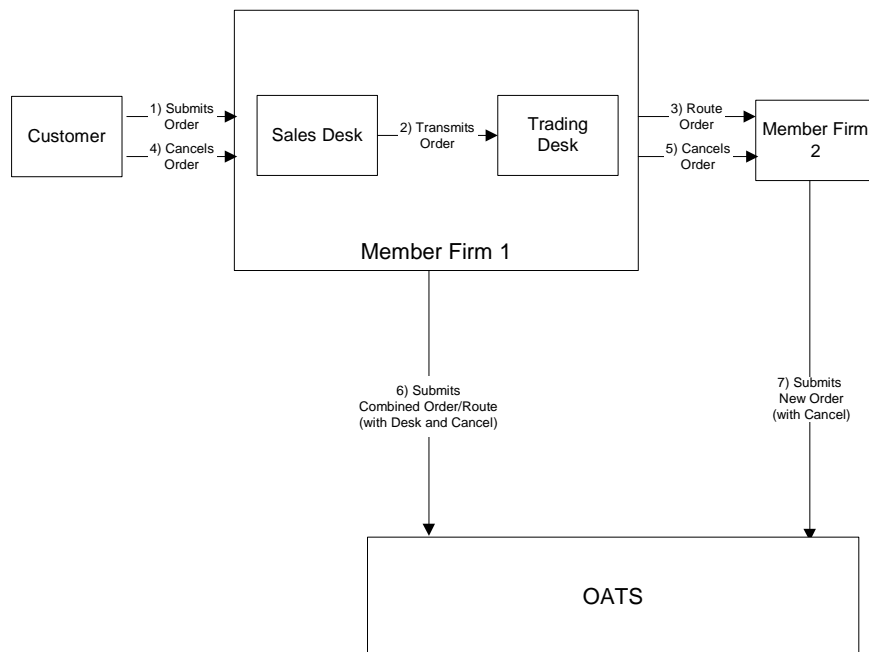 1) Submits
Order
3) Route
Order
Customer
Sales Desk
2) Transmits
Order
Trading
Desk
Member Firm
2
4) Cancels
Order
5) Cancels
Order
Member Firm 1
6) Submits
Combined Order/Route
(with Desk and Cancel)
7) Submits
New Order
(with Cancel)
OATS